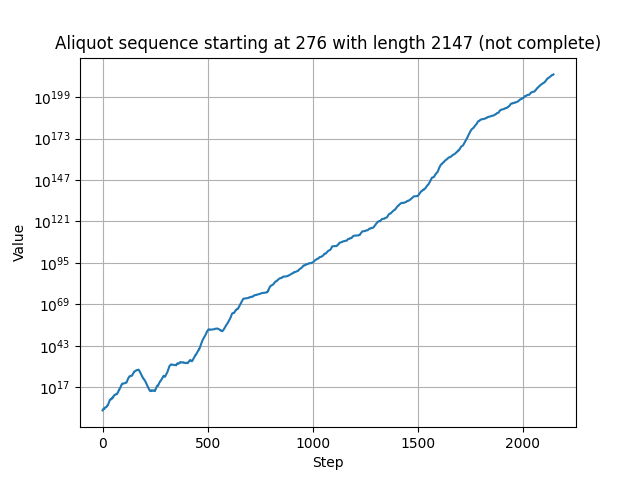 Aliquot sequence starting at 276 with length 2147 (not complete)
Value
10^199
10^173
10^147
10^121
10^95
10^69
10^43
10^17
0 500 1000 1500 2000
Step